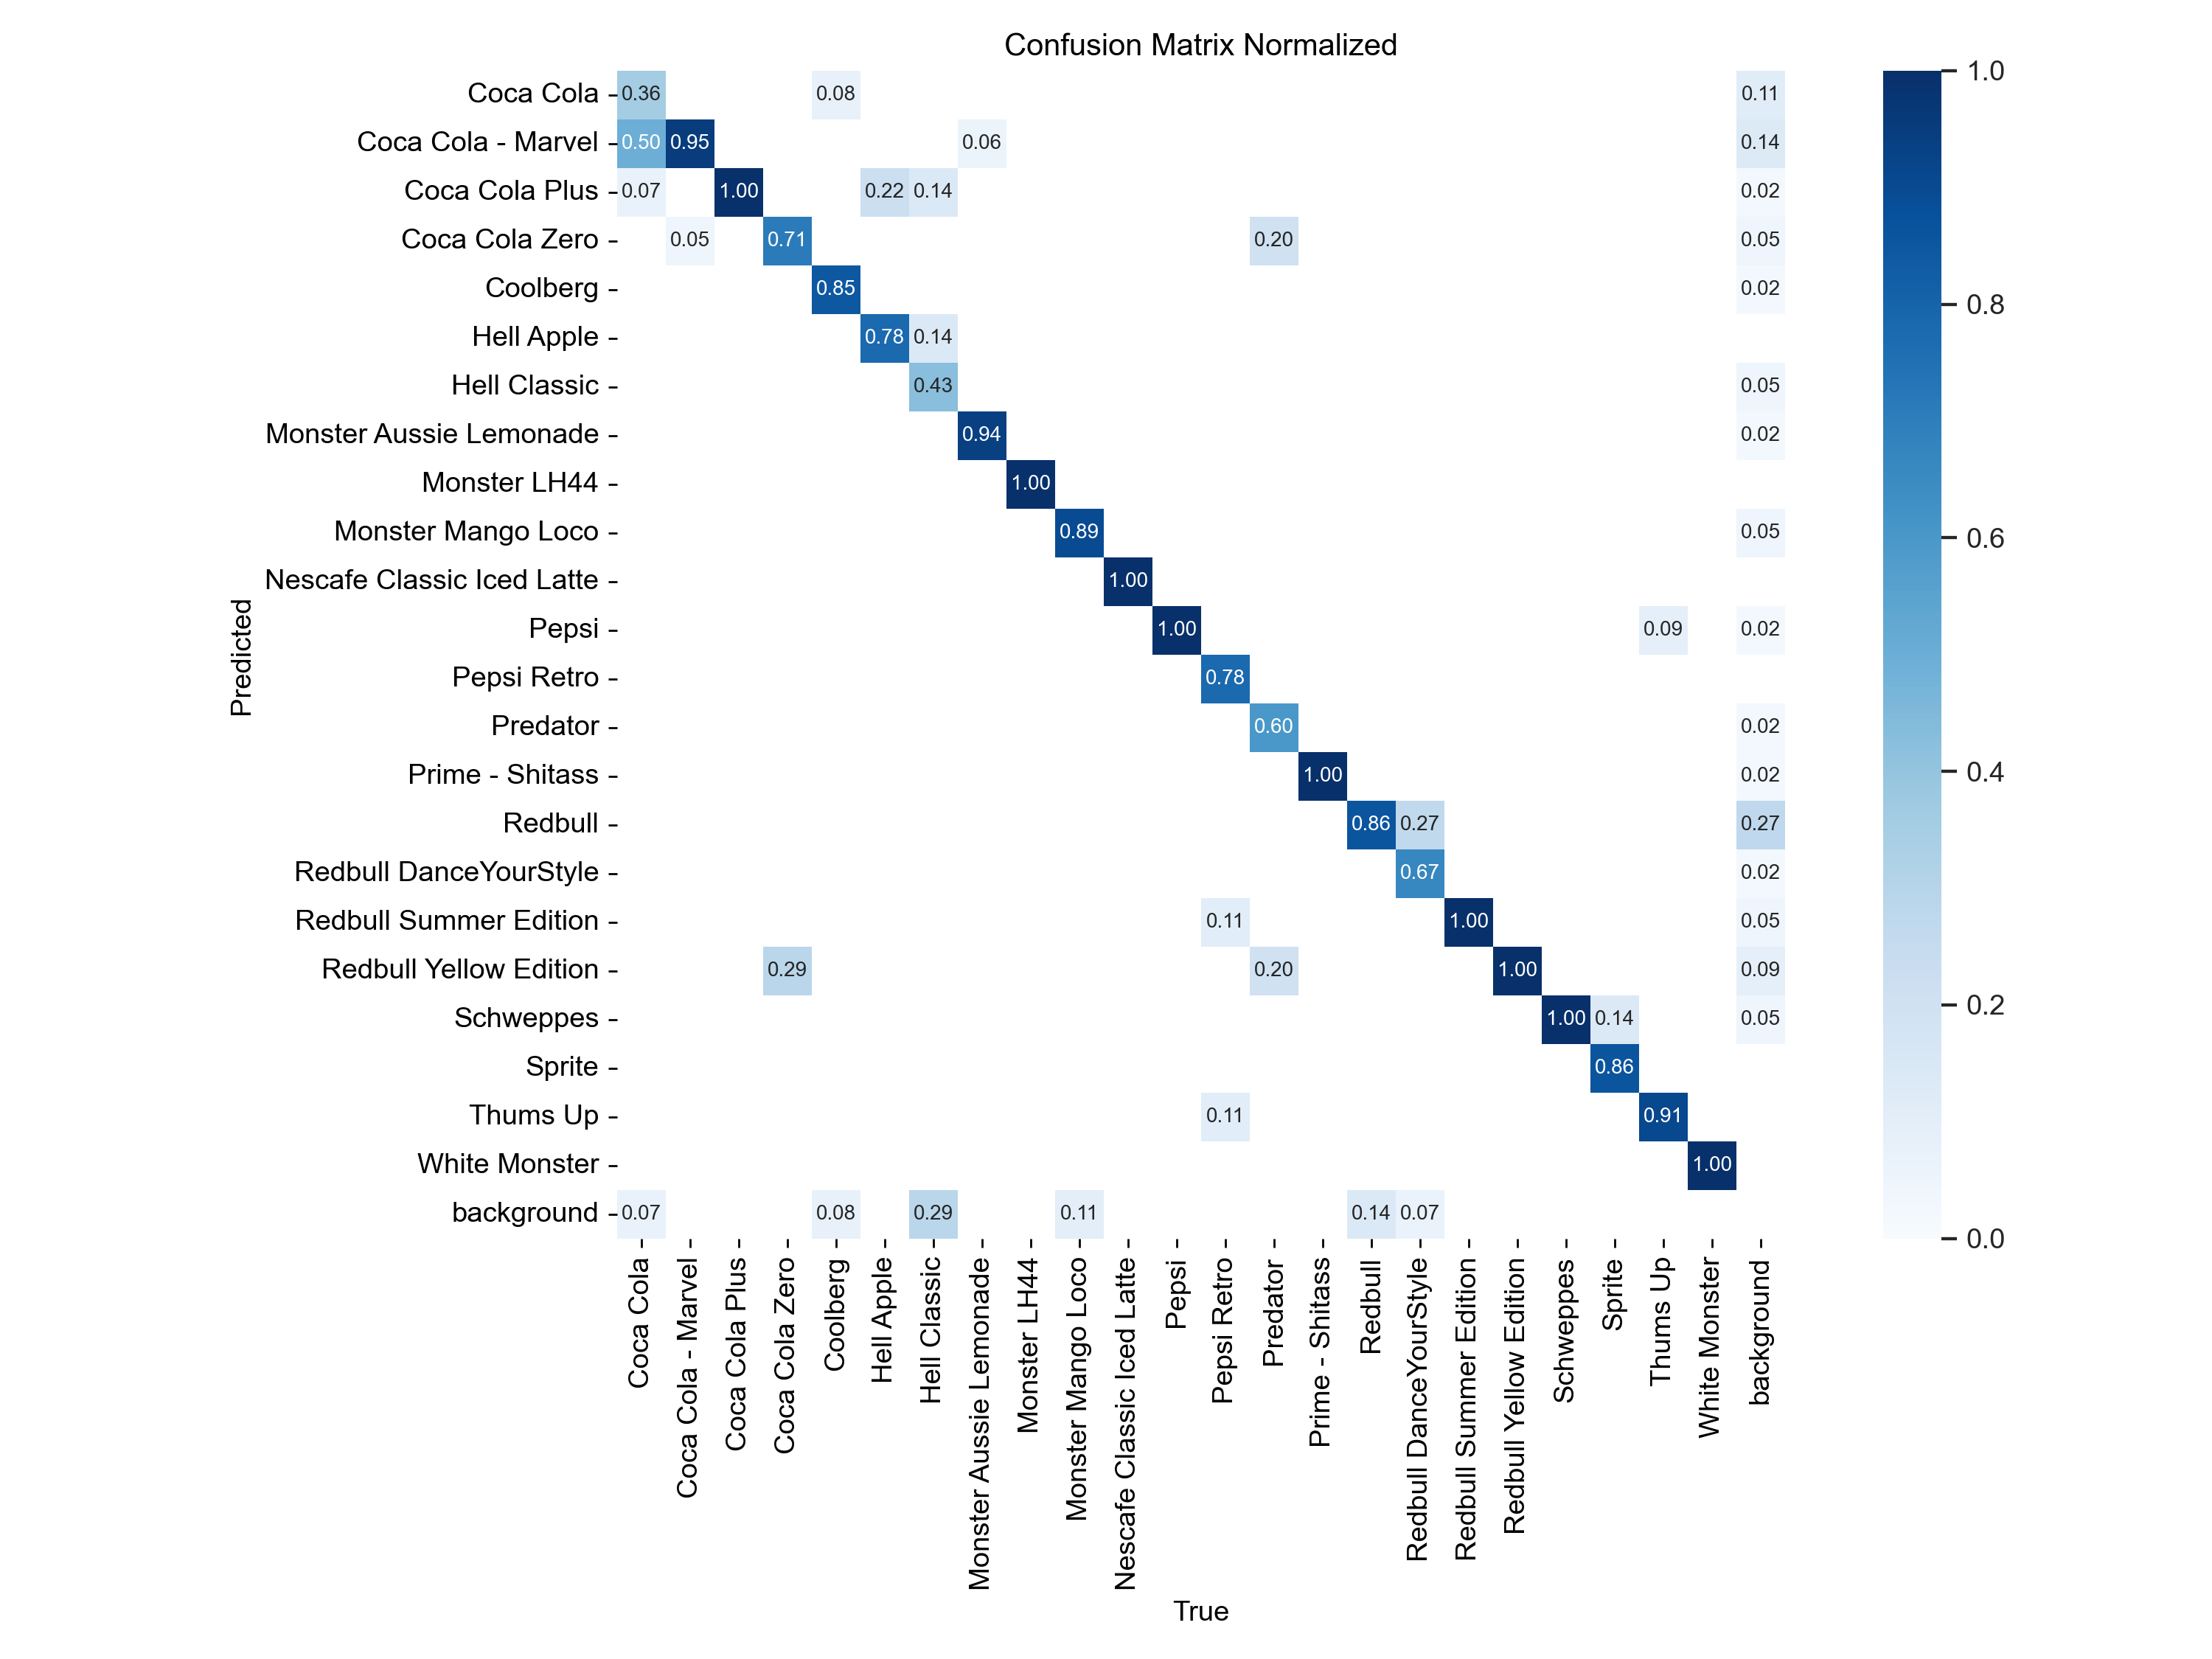 Confusion Matrix Normalized
Coca Cola 0.36 0.08 0.11
Coca Cola - Marvel 0.50 0.95 0.06 0.14
Coca Cola Plus 0.07 1.00 0.22 0.14 0.02
Coca Cola Zero 0.05 0.71 0.20 0.05
Coolberg 0.85 0.02
Hell Apple 0.78 0.14
Hell Classic 0.43 0.05
Monster Aussie Lemonade 0.94 0.02
Monster LH44 1.00
Monster Mango Loco 0.89 0.05
Nescafe Classic Iced Latte 1.00
Pepsi 1.00 0.09 0.02
Pepsi Retro 0.78
Predator 0.60 0.02
Prime - Shitass 1.00 0.02
Redbull 0.86 0.27 0.27
Redbull DanceYourStyle 0.67 0.02
Redbull Summer Edition 0.11 1.00 0.05
Redbull Yellow Edition 0.29 0.20 1.00 0.09
Schweppes 1.00 0.14 0.05
Sprite 0.86
Thums Up 0.11 0.91
White Monster 1.00
background 0.07 0.08 0.29 0.11 0.14 0.07
Predicted
Coca Cola
Coca Cola - Marvel
Coca Cola Plus
Coca Cola Zero
Coolberg
Hell Apple
Hell Classic
Monster Aussie Lemonade
Monster LH44
Monster Mango Loco
Nescafe Classic Iced Latte
Pepsi
Pepsi Retro
Predator
Prime - Shitass
Redbull
Redbull DanceYourStyle
Redbull Summer Edition
Redbull Yellow Edition
Schweppes
Sprite
Thums Up
White Monster
background
True
1.0
0.8
0.6
0.4
0.2
0.0